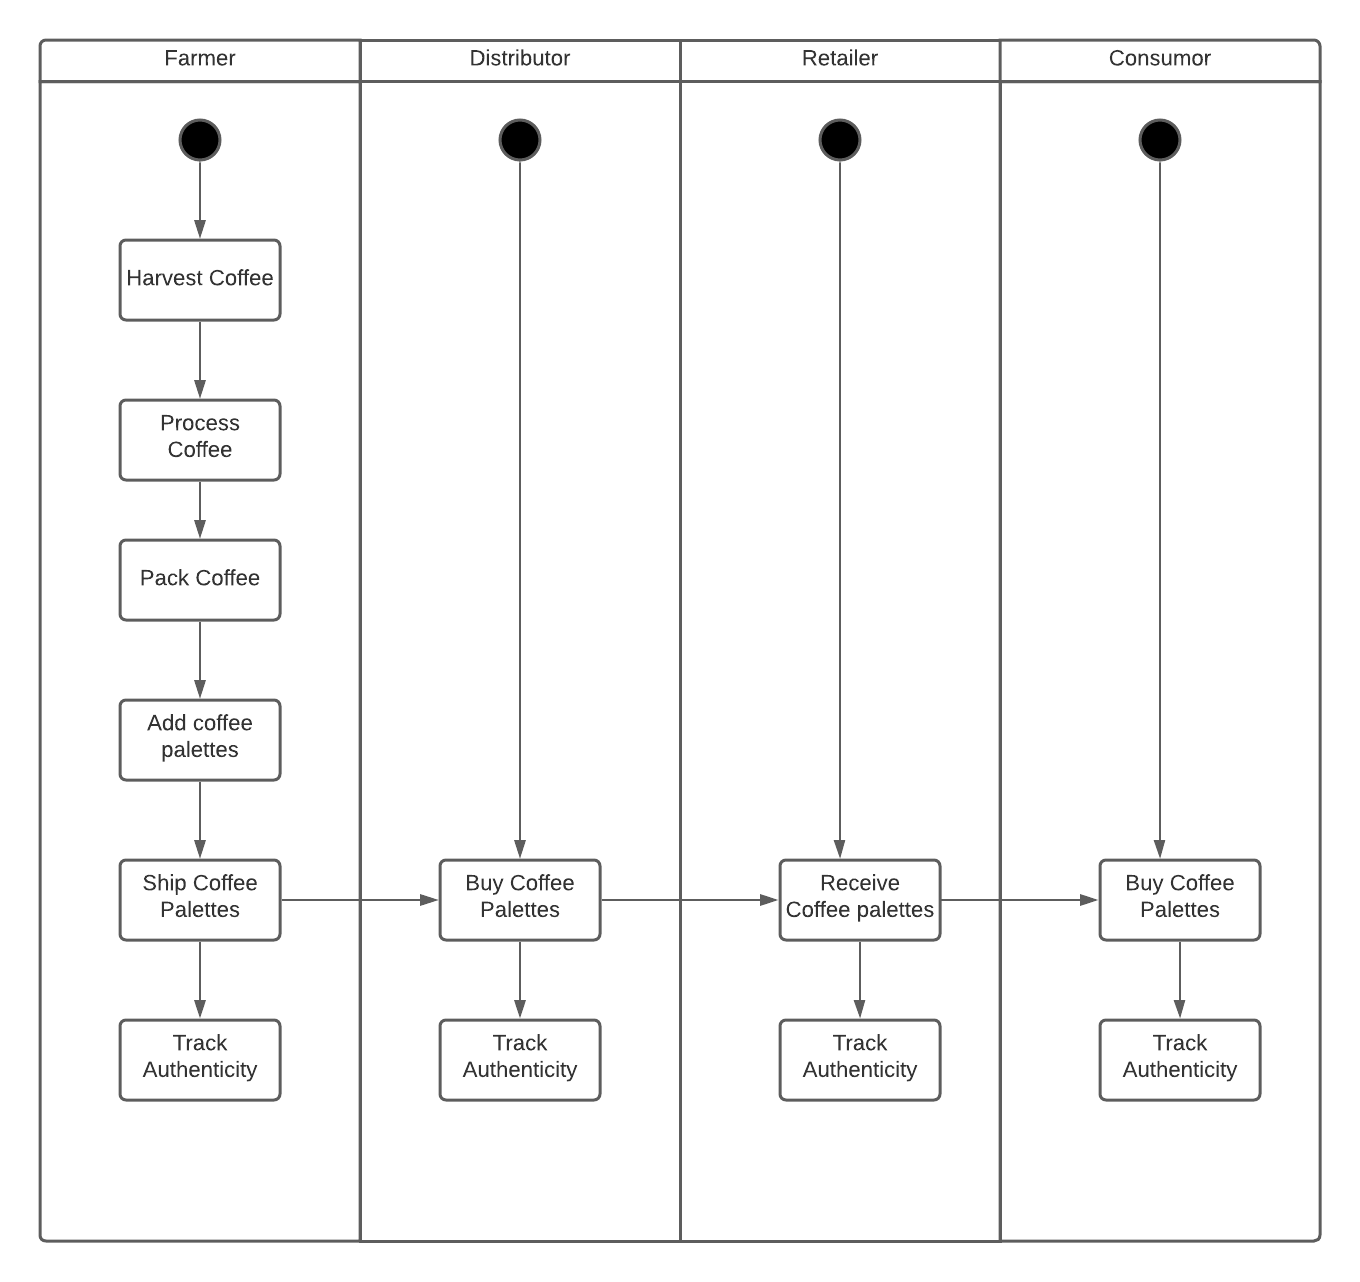 Farmer
Distributor
Retailer
Consumor
Harvest Coffee
Process
Coffee
Pack Coffee
Add coffee
palettes
Ship Coffee
Palettes
Buy Coffee
Palettes
Receive
Coffee palettes
Buy Coffee
Palettes
Track
Authenticity
Track
Authenticity
Track
Authenticity
Track
Authenticity